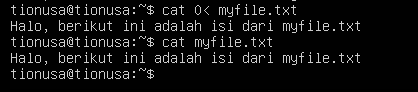 tionusa@tionusa:~$ cat 0< myfile.txt
Halo, berikut ini adalah isi dari myfile.txt
tionusa@tionusa:~$ cat myfile.txt
Halo, berikut ini adalah isi dari myfile.txt
tionusa@tionusa:~$